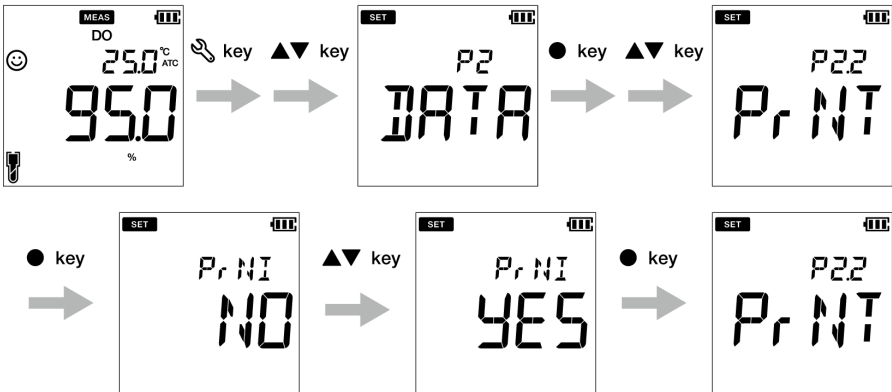 MEAS
DO
25.0 °C
ATC
95.0
%
key
▲▼ key
SET
P2
DATA
● key
▲▼ key
SET
P2.2
PrNT
● key
SET
PrNT
NO
▲▼ key
SET
PrNT
YES
● key
SET
P2.2
PrNT